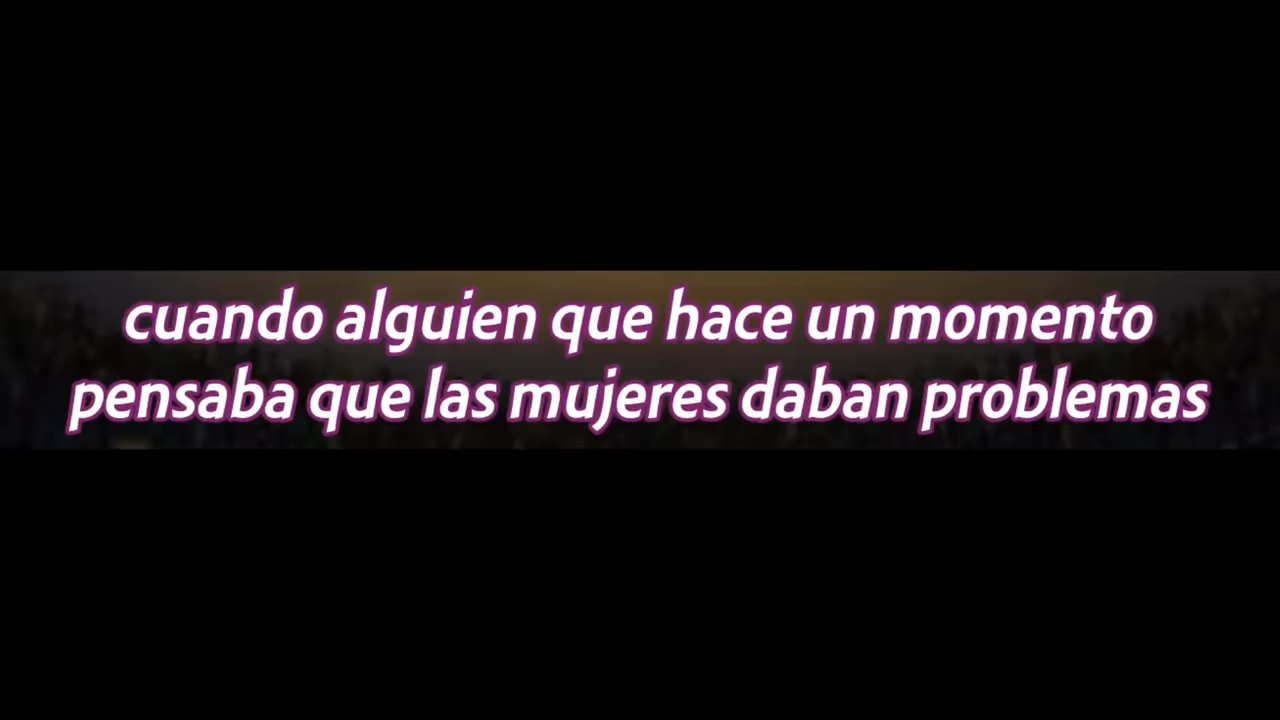 cuando alguien que hace un momento
pensaba que las mujeres daban problemas